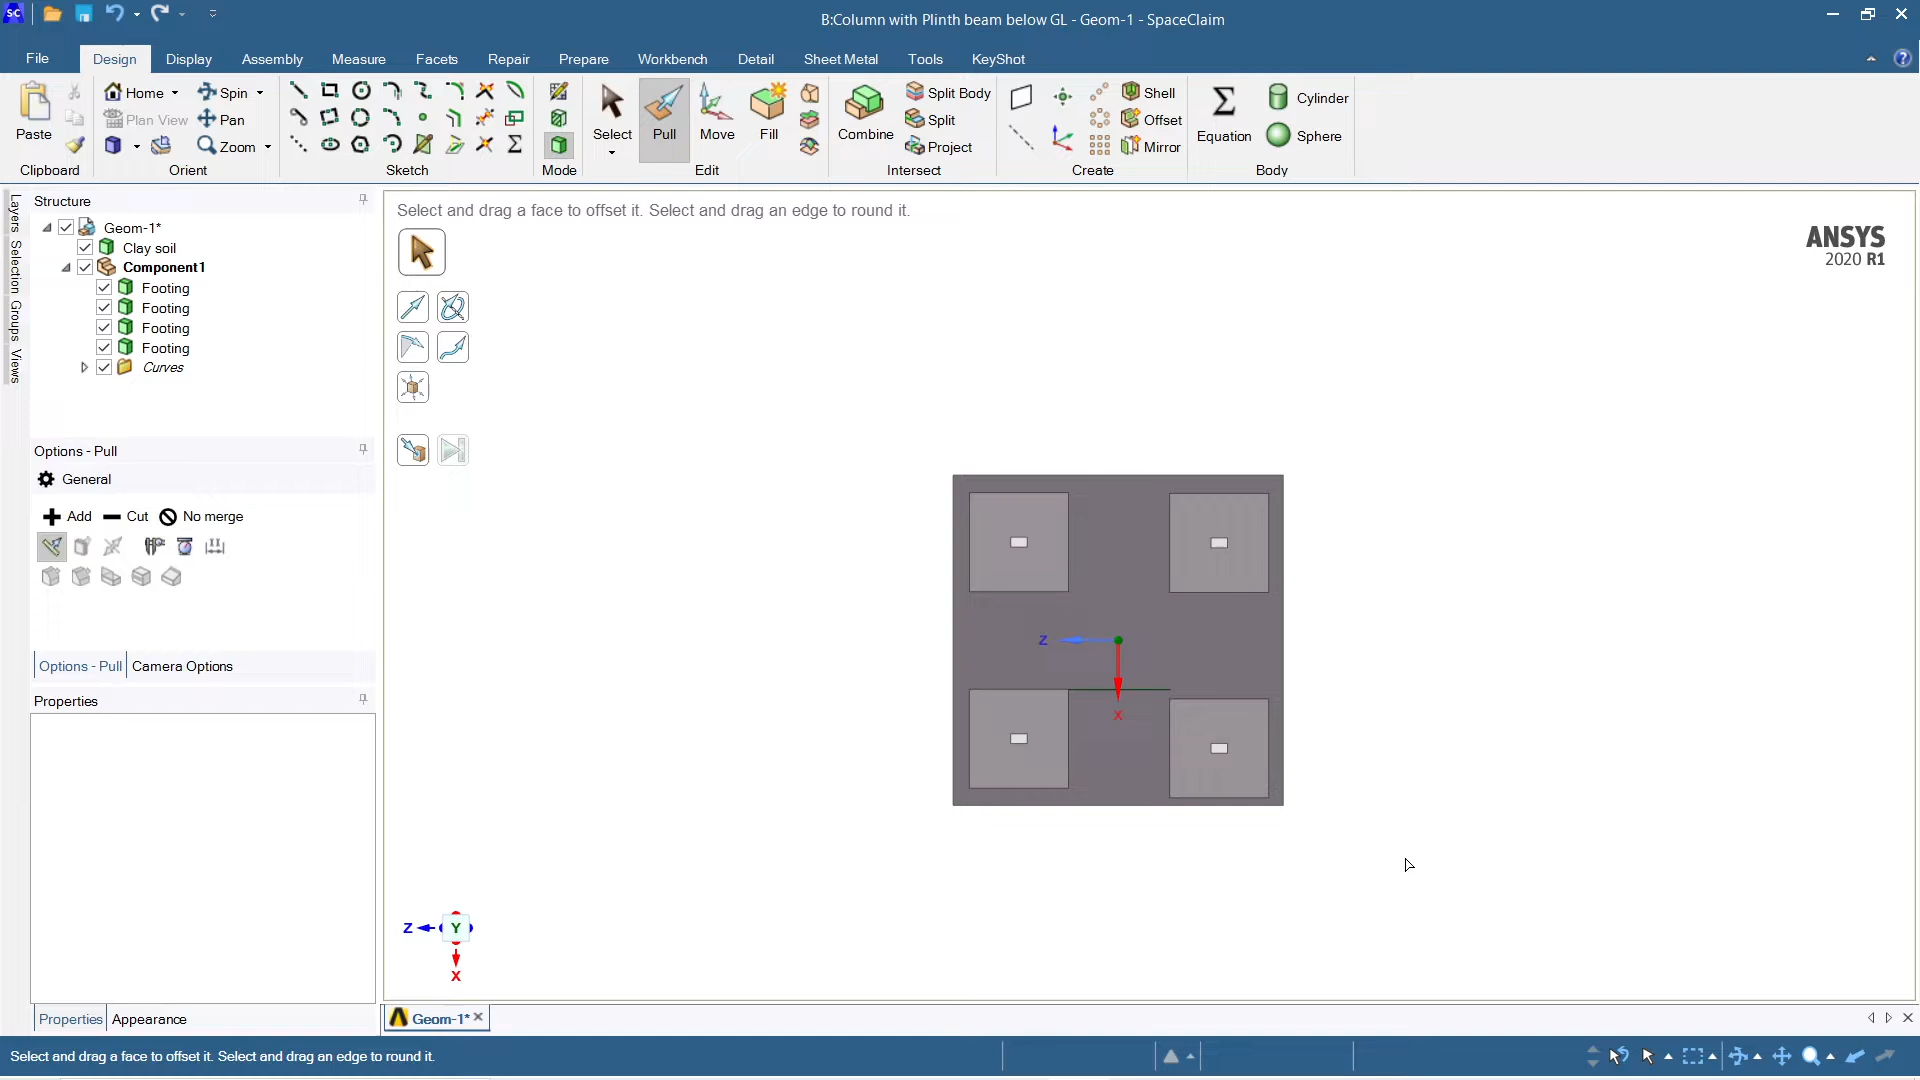 SC
B:Column with Plinth beam below GL - Geom-1 - SpaceClaim
File
Design
Display
Assembly
Measure
Facets
Repair
Prepare
Workbench
Detail
Sheet Metal
Tools
KeyShot
Paste
Clipboard
Home
Spin
Plan View
Pan
Zoom
Orient
Sketch
Mode
Select
Pull
Move
Fill
Edit
Combine
Split Body
Split
Project
Intersect
Shell
Offset
Mirror
Create
Equation
Cylinder
Sphere
Body
Layers
Selection
Groups
Views
Structure
Geom-1*
Clay soil
Component1
Footing
Footing
Footing
Footing
Curves
Options - Pull
General
Add
Cut
No merge
Options - Pull
Camera Options
Properties
Properties
Appearance
Select and drag a face to offset it. Select and drag an edge to round it.
ANSYS
2020 R1
Z
X
Z
Y
X
Geom-1*
Select and drag a face to offset it. Select and drag an edge to round it.